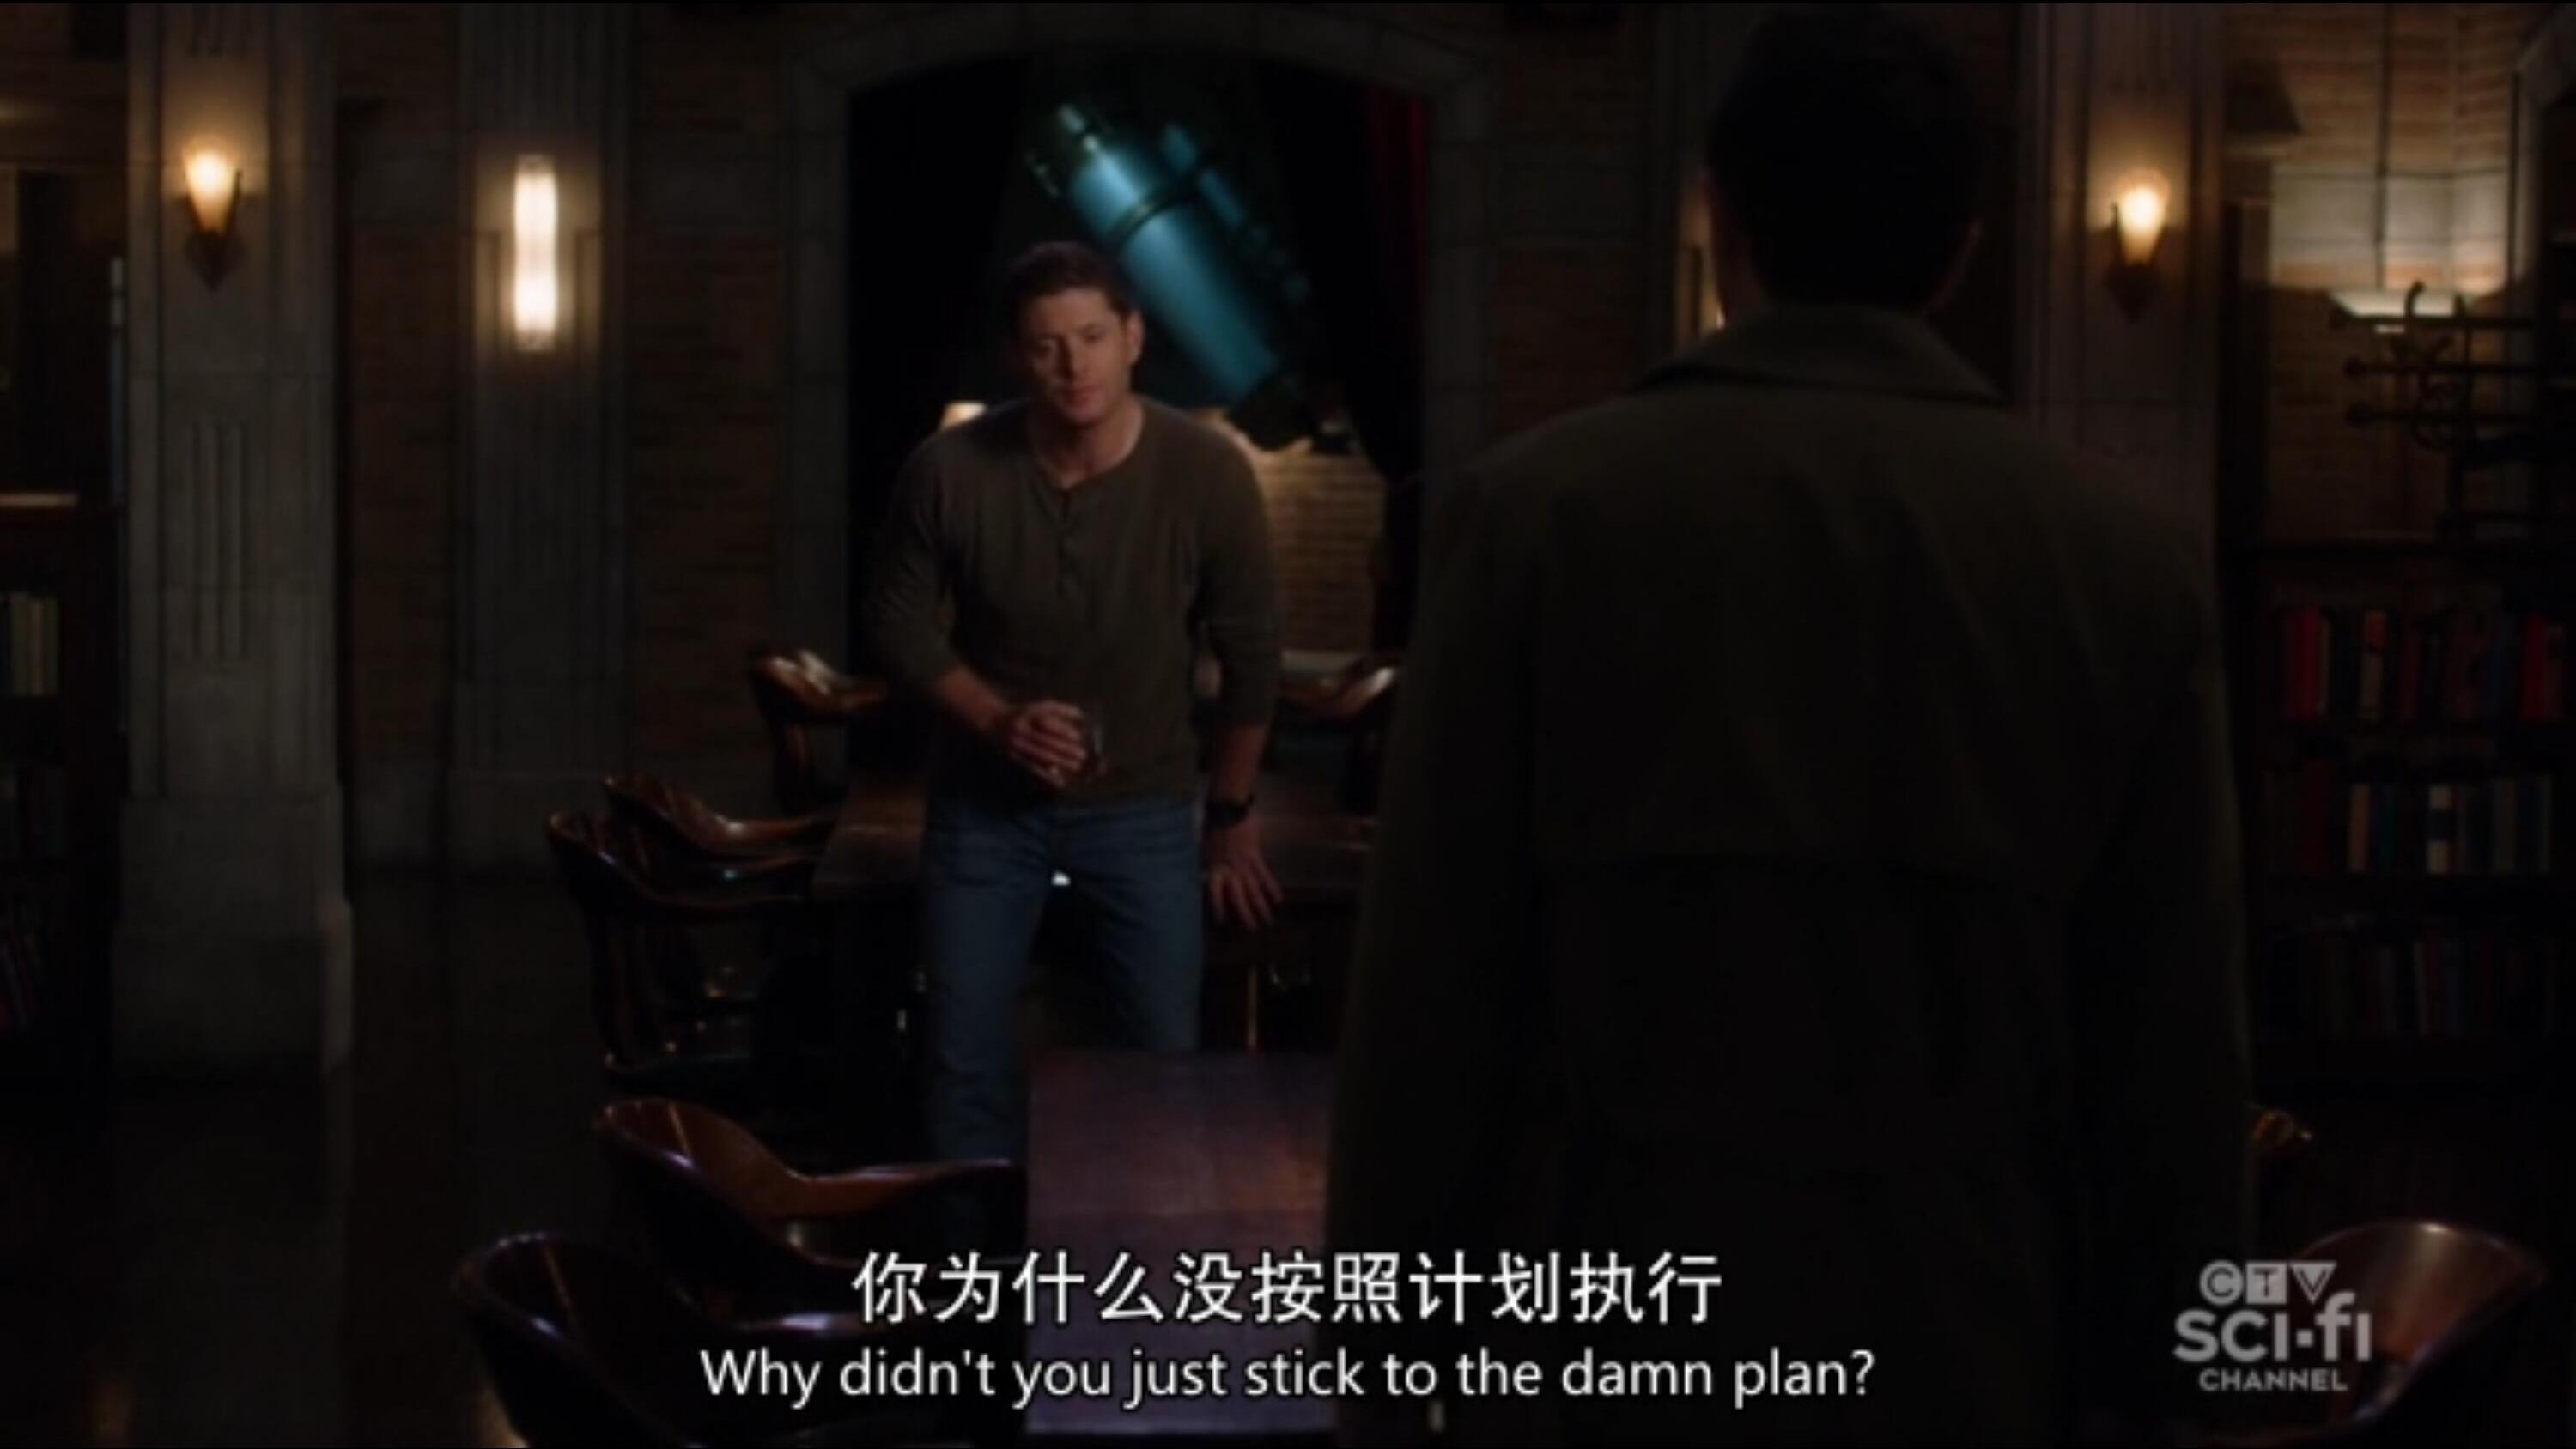 你为什么没按照计划执行
Why didn't you just stick to the damn plan?
CTV
SCI-FI
CHANNEL